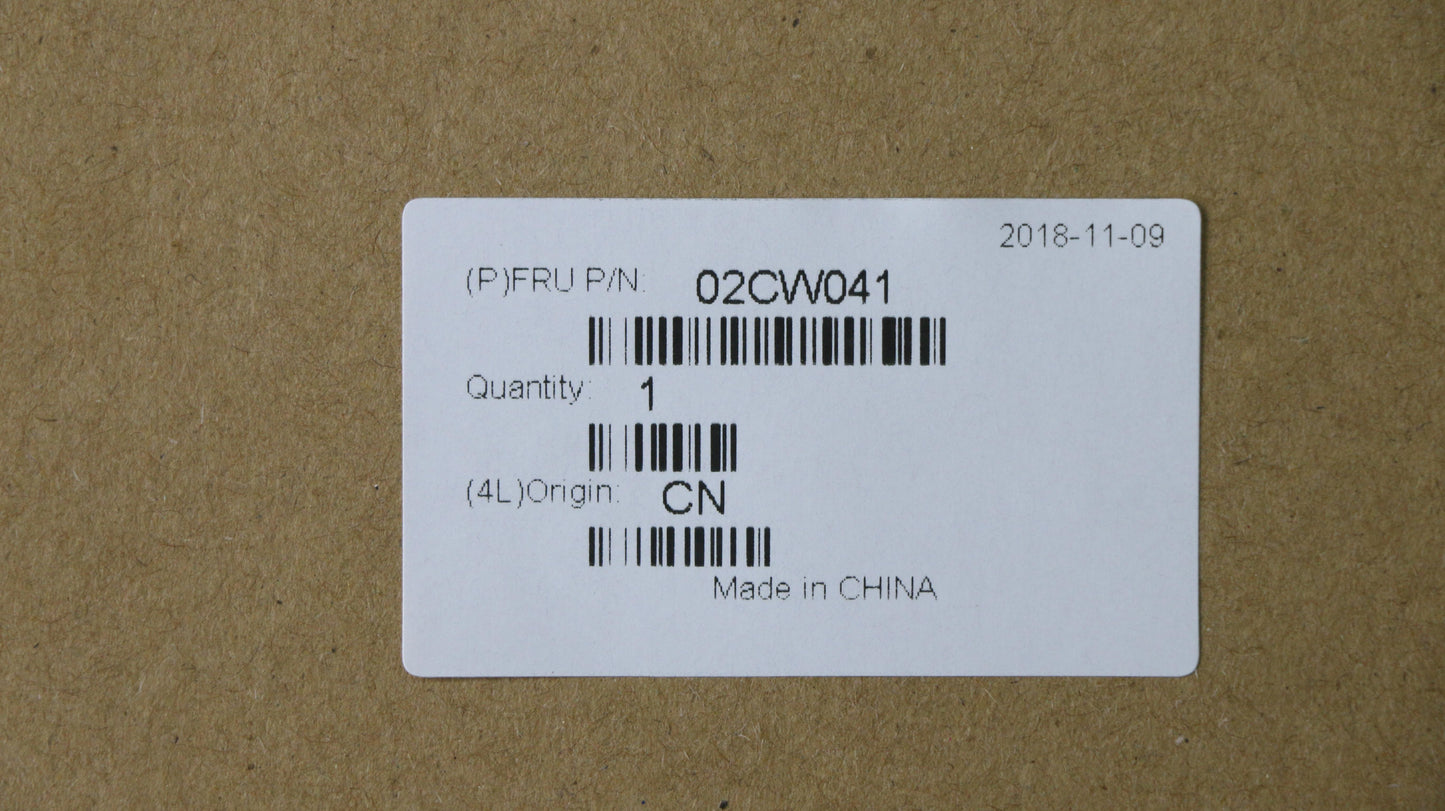 2018-11-09
(P)FRU P/N: 02CW041
Quantity: 1
(4L)Origin: CN
Made in CHINA